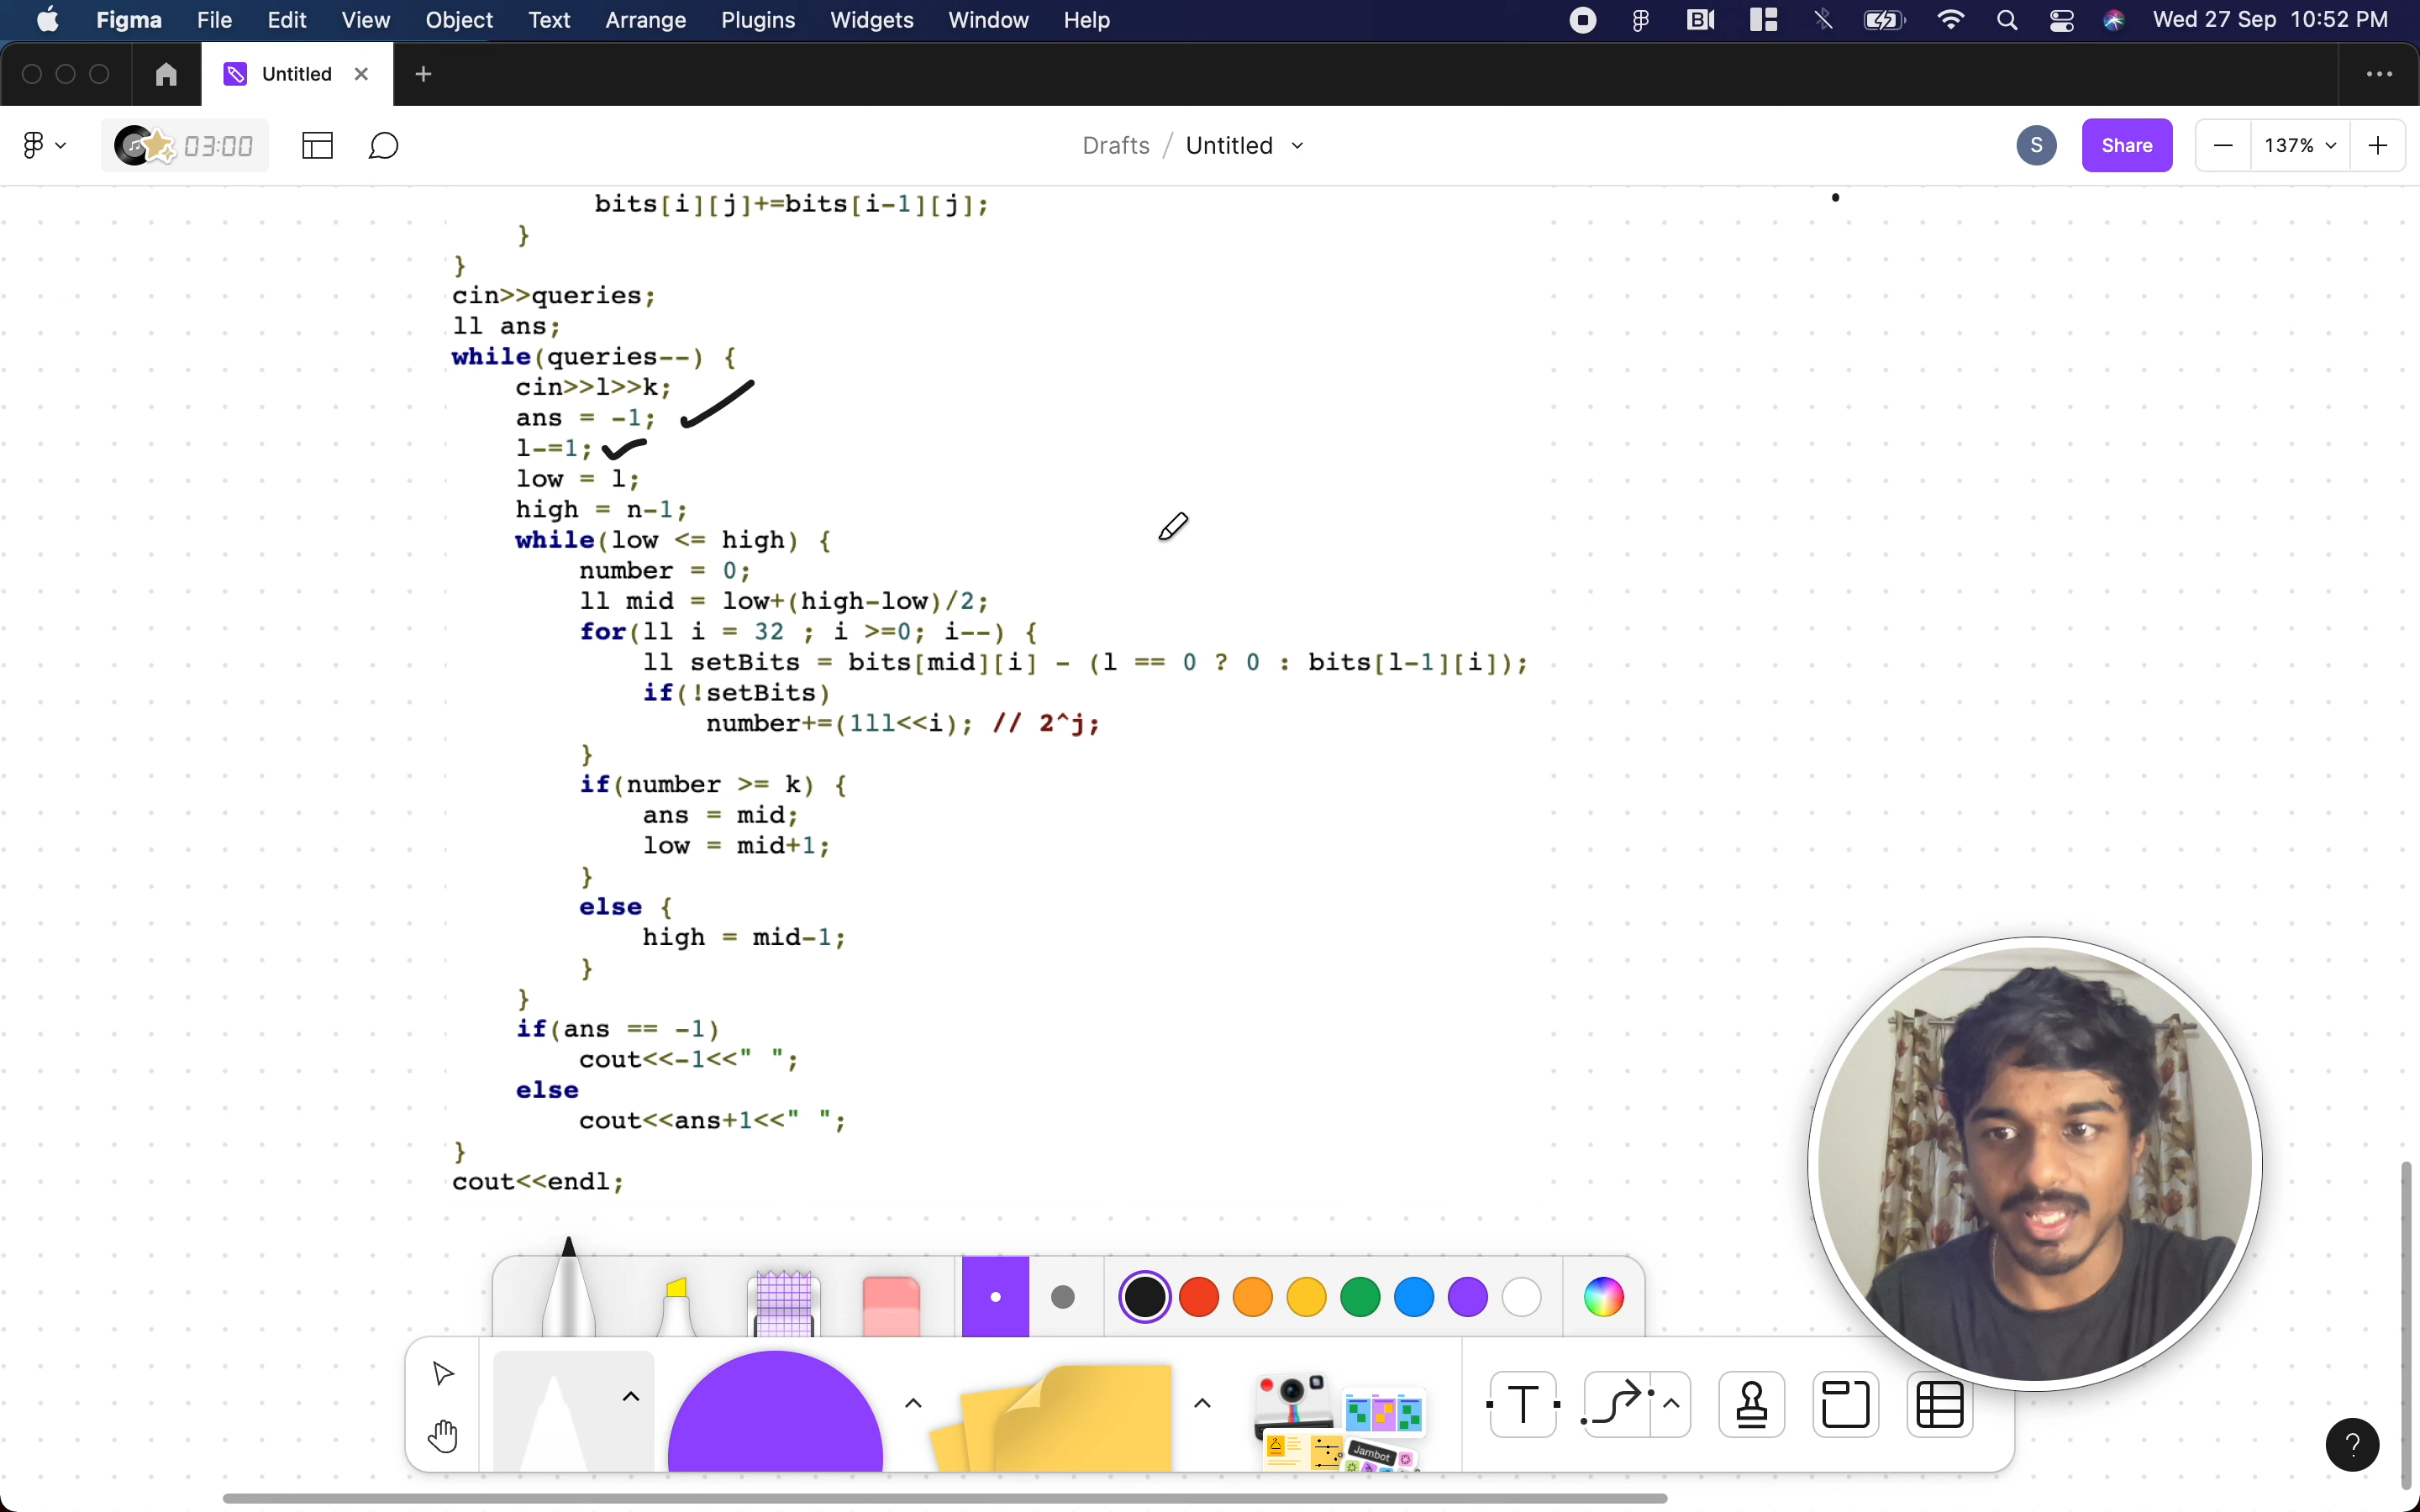 Figma File Edit View Object Text Arrange Plugins Widgets Window Help Wed 27 Sep 10:52 PM
Untitled
03:00 Drafts / Untitled S Share 137%
bits[i][j]+=bits[i-1][j];
}
}
cin>>queries;
ll ans;
while(queries--) {
cin>>l>>k;
ans = -1;
l-=1;
low = l;
high = n-1;
while(low <= high) {
number = 0;
ll mid = low+(high-low)/2;
for(ll i = 32 ; i >=0; i--) {
ll setBits = bits[mid][i] - (l == 0 ? 0 : bits[l-1][i]);
if(!setBits)
number+=(1ll<<i); // 2^j;
}
if(number >= k) {
ans = mid;
low = mid+1;
}
else {
high = mid-1;
}
}
if(ans == -1)
cout<<-1<<" ";
else
cout<<ans+1<<" ";
}
cout<<endl;
T
Jambot
?